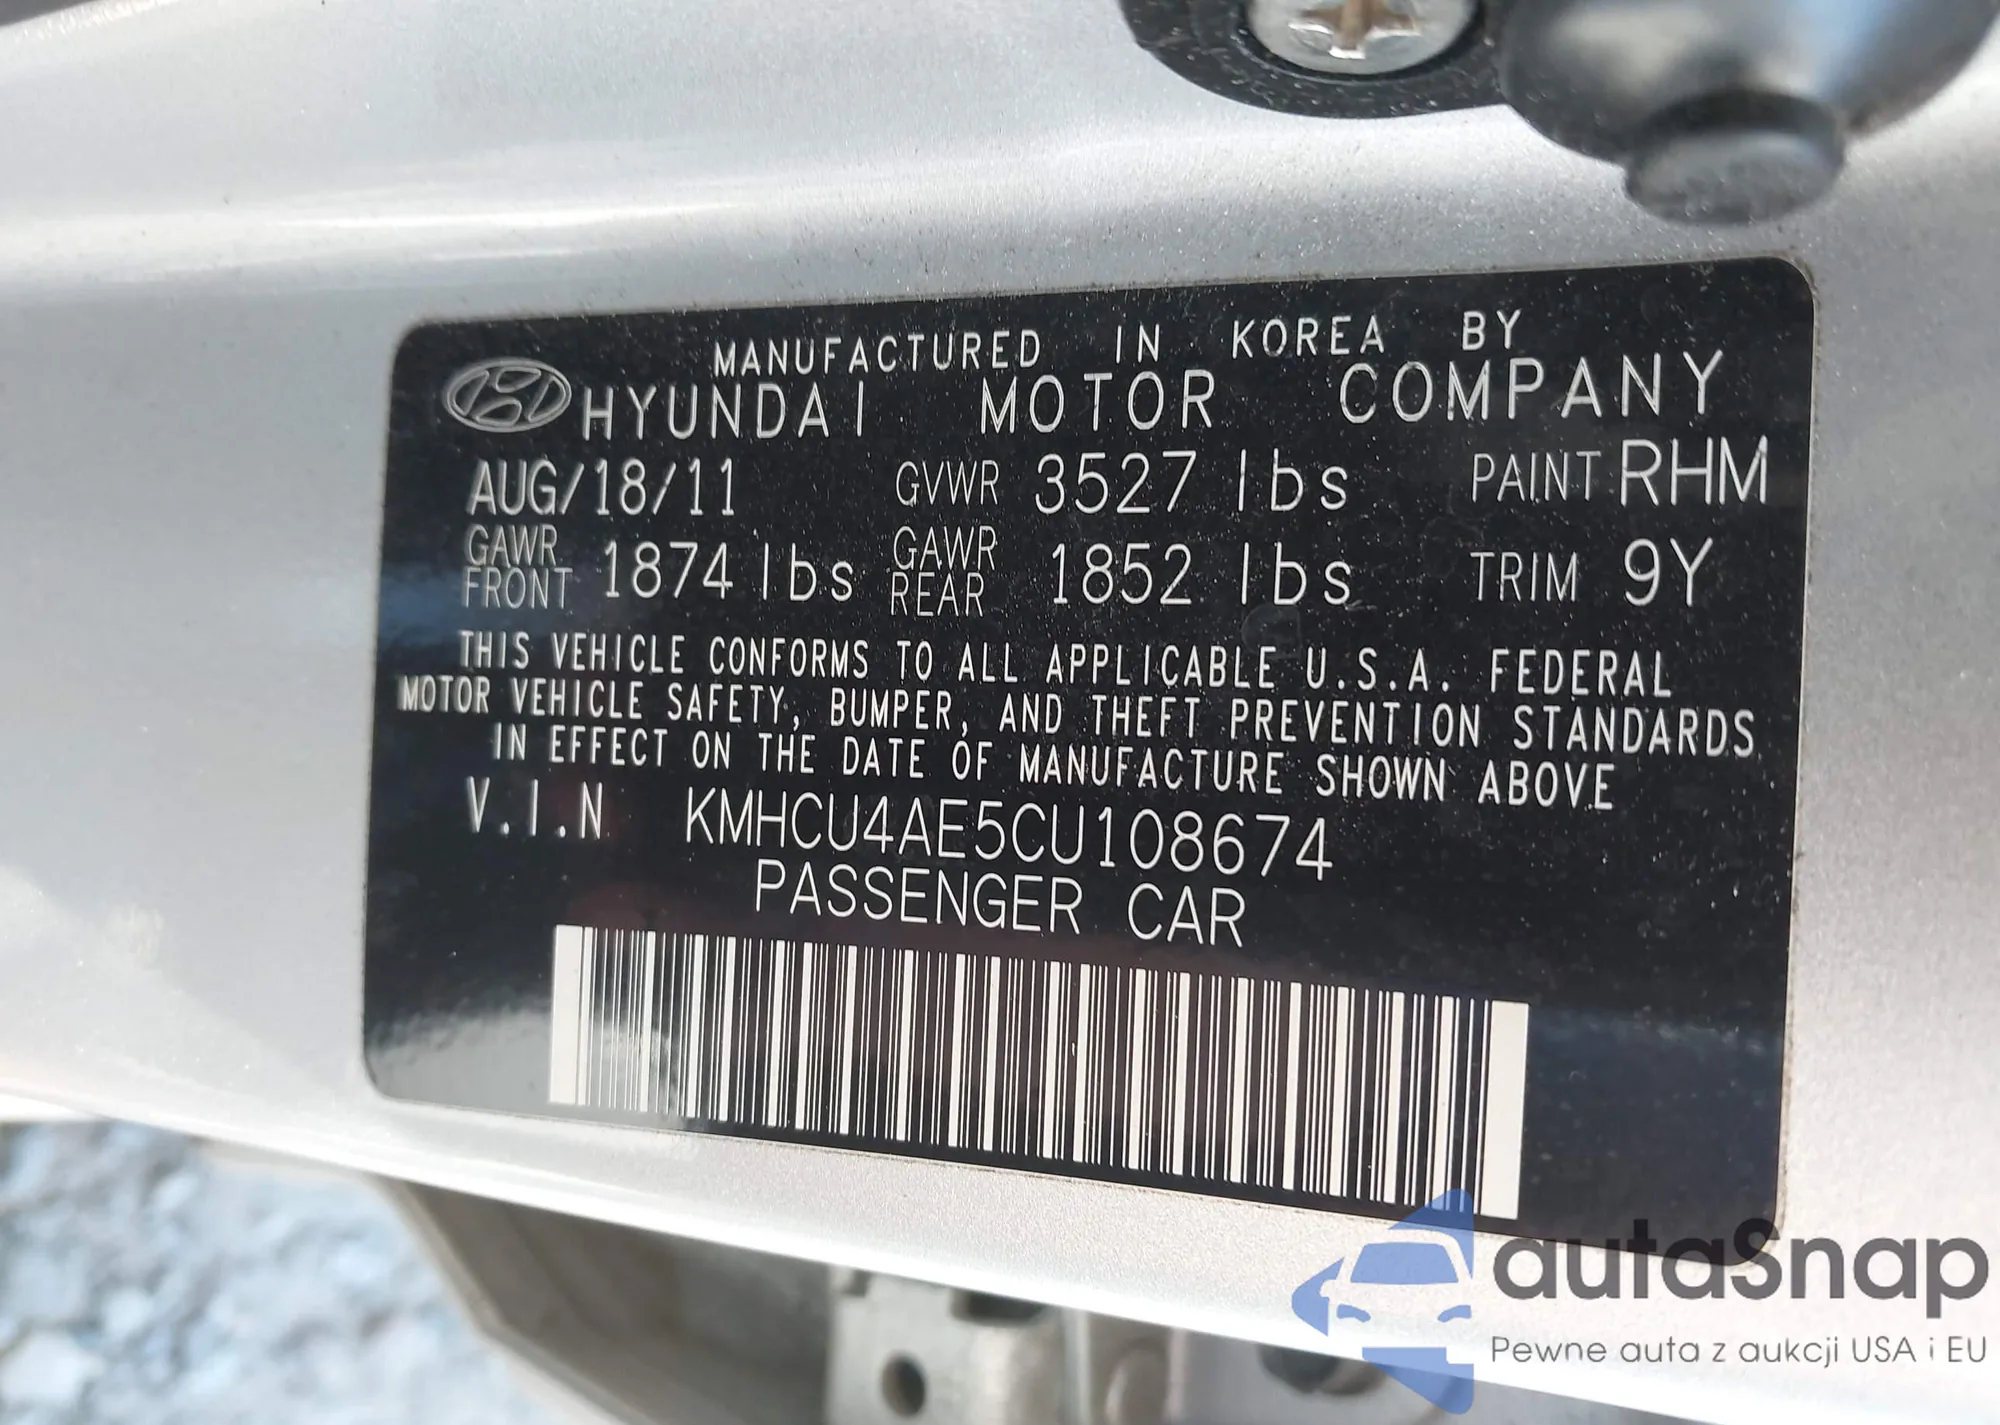 MANUFACTURED IN KOREA BY
HYUNDAI MOTOR COMPANY
AUG/18/11 GVWR 3527 lbs PAINT RHM
GAWR FRONT 1874 lbs GAWR REAR 1852 lbs TRIM 9Y
THIS VEHICLE CONFORMS TO ALL APPLICABLE U.S.A. FEDERAL
MOTOR VEHICLE SAFETY, BUMPER, AND THEFT PREVENTION STANDARDS
IN EFFECT ON THE DATE OF MANUFACTURE SHOWN ABOVE
V.I.N KMHCU4AE5CU108674
PASSENGER CAR
autaSnap
Pewne auta z aukcji USA i EU